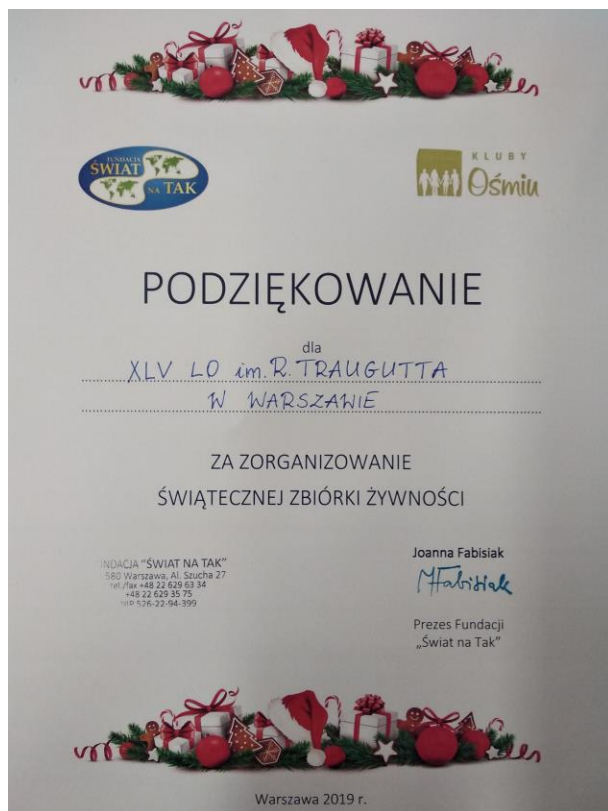 FUNDACJA
ŚWIAT
NA TAK
KLUBY
Ośmiu
PODZIĘKOWANIE
dla
XLV LO im. R. TRAUGUTTA
W WARSZAWIE
ZA ZORGANIZOWANIE
ŚWIĄTECZNEJ ZBIÓRKI ŻYWNOŚCI
NDACJA "ŚWIAT NA TAK"
580 Warszawa, Al. Szucha 27
tel./fax +48 22 629 63 34
+48 22 629 35 75
NIP 526-22-94-399
Joanna Fabisiak
JFabisiak
Prezes Fundacji
„Świat na Tak”
Warszawa 2019 r.